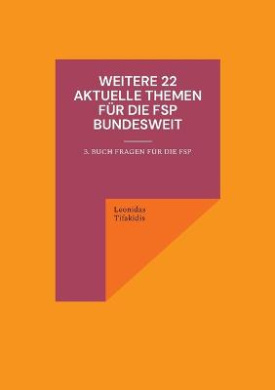 WEITERE 22
AKTUELLE THEMEN
FÜR DIE FSP
BUNDESWEIT
3. BUCH FRAGEN FÜR DIE FSP
Leonidas
Tifakidis